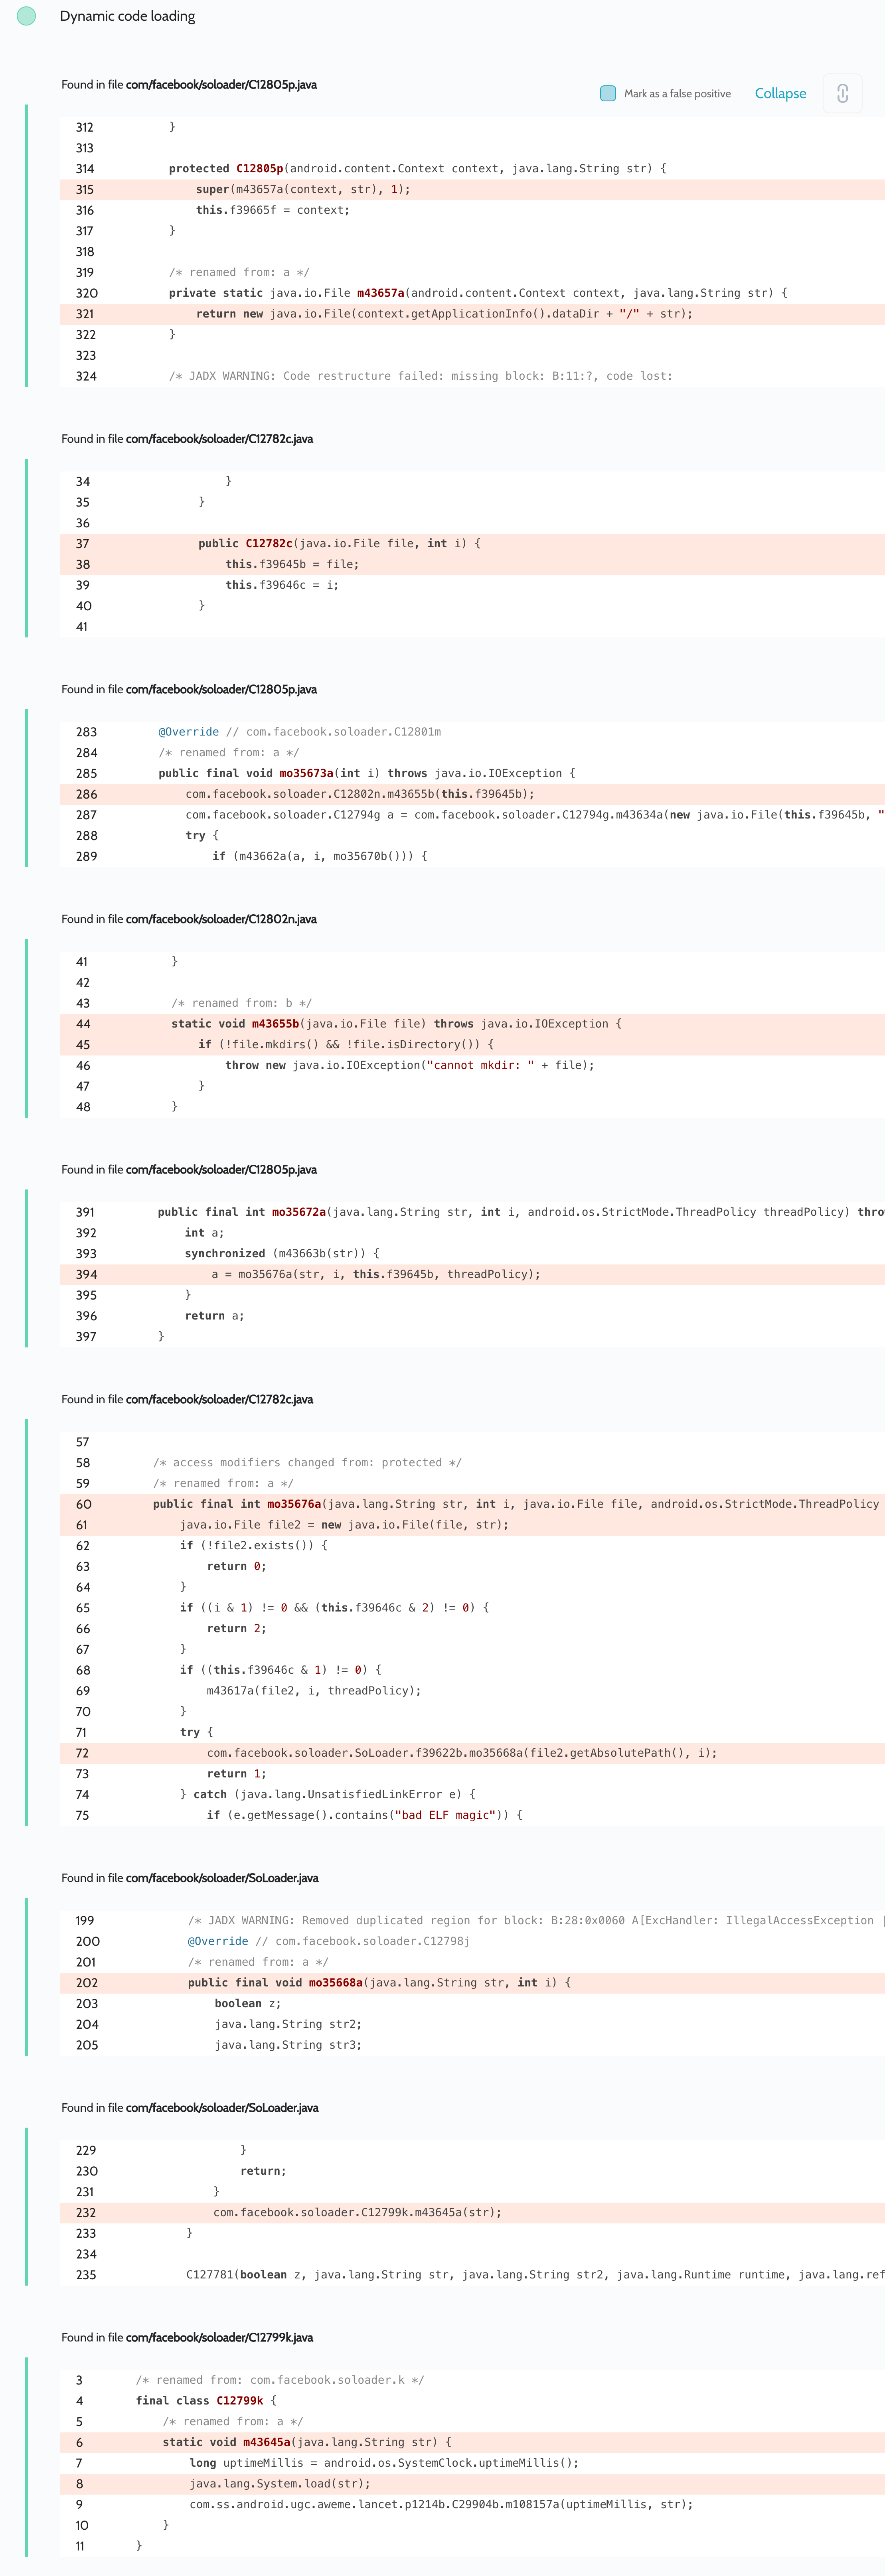 Dynamic code loading
Found in file com/facebook/soloader/C12805p.java
Mark as a false positive Collapse
312 }
313
314 protected C12805p(android.content.Context context, java.lang.String str) {
315 super(m43657a(context, str), 1);
316 this.f39665f = context;
317 }
318
319 /* renamed from: a */
320 private static java.io.File m43657a(android.content.Context context, java.lang.String str) {
321 return new java.io.File(context.getApplicationInfo().dataDir + "/" + str);
322 }
323
324 /* JADX WARNING: Code restructure failed: missing block: B:11:?, code lost:
Found in file com/facebook/soloader/C12782c.java
34 }
35 }
36
37 public C12782c(java.io.File file, int i) {
38 this.f39645b = file;
39 this.f39646c = i;
40 }
41
Found in file com/facebook/soloader/C12805p.java
283 @Override // com.facebook.soloader.C12801m
284 /* renamed from: a */
285 public final void mo35673a(int i) throws java.io.IOException {
286 com.facebook.soloader.C12802n.m43655b(this.f39645b);
287 com.facebook.soloader.C12794g a = com.facebook.soloader.C12794g.m43634a(new java.io.File(this.f39645b, "
288 try {
289 if (m43662a(a, i, mo35670b())) {
Found in file com/facebook/soloader/C12802n.java
41 }
42
43 /* renamed from: b */
44 static void m43655b(java.io.File file) throws java.io.IOException {
45 if (!file.mkdirs() && !file.isDirectory()) {
46 throw new java.io.IOException("cannot mkdir: " + file);
47 }
48 }
Found in file com/facebook/soloader/C12805p.java
391 public final int mo35672a(java.lang.String str, int i, android.os.StrictMode.ThreadPolicy threadPolicy) throw
392 int a;
393 synchronized (m43663b(str)) {
394 a = mo35676a(str, i, this.f39645b, threadPolicy);
395 }
396 return a;
397 }
Found in file com/facebook/soloader/C12782c.java
57
58 /* access modifiers changed from: protected */
59 /* renamed from: a */
60 public final int mo35676a(java.lang.String str, int i, java.io.File file, android.os.StrictMode.ThreadPolicy
61 java.io.File file2 = new java.io.File(file, str);
62 if (!file2.exists()) {
63 return 0;
64 }
65 if ((i & 1) != 0 && (this.f39646c & 2) != 0) {
66 return 2;
67 }
68 if ((this.f39646c & 1) != 0) {
69 m43617a(file2, i, threadPolicy);
70 }
71 try {
72 com.facebook.soloader.SoLoader.f39622b.mo35668a(file2.getAbsolutePath(), i);
73 return 1;
74 } catch (java.lang.UnsatisfiedLinkError e) {
75 if (e.getMessage().contains("bad ELF magic")) {
Found in file com/facebook/soloader/SoLoader.java
199 /* JADX WARNING: Removed duplicated region for block: B:28:0x0060 A[ExcHandler: IllegalAccessException |
200 @Override // com.facebook.soloader.C12798j
201 /* renamed from: a */
202 public final void mo35668a(java.lang.String str, int i) {
203 boolean z;
204 java.lang.String str2;
205 java.lang.String str3;
Found in file com/facebook/soloader/SoLoader.java
229 }
230 return;
231 }
232 com.facebook.soloader.C12799k.m43645a(str);
233 }
234
235 C127781(boolean z, java.lang.String str, java.lang.String str2, java.lang.Runtime runtime, java.lang.ref
Found in file com/facebook/soloader/C12799k.java
3 /* renamed from: com.facebook.soloader.k */
4 final class C12799k {
5 /* renamed from: a */
6 static void m43645a(java.lang.String str) {
7 long uptimeMillis = android.os.SystemClock.uptimeMillis();
8 java.lang.System.load(str);
9 com.ss.android.ugc.aweme.lancet.p1214b.C29904b.m108157a(uptimeMillis, str);
10 }
11 }